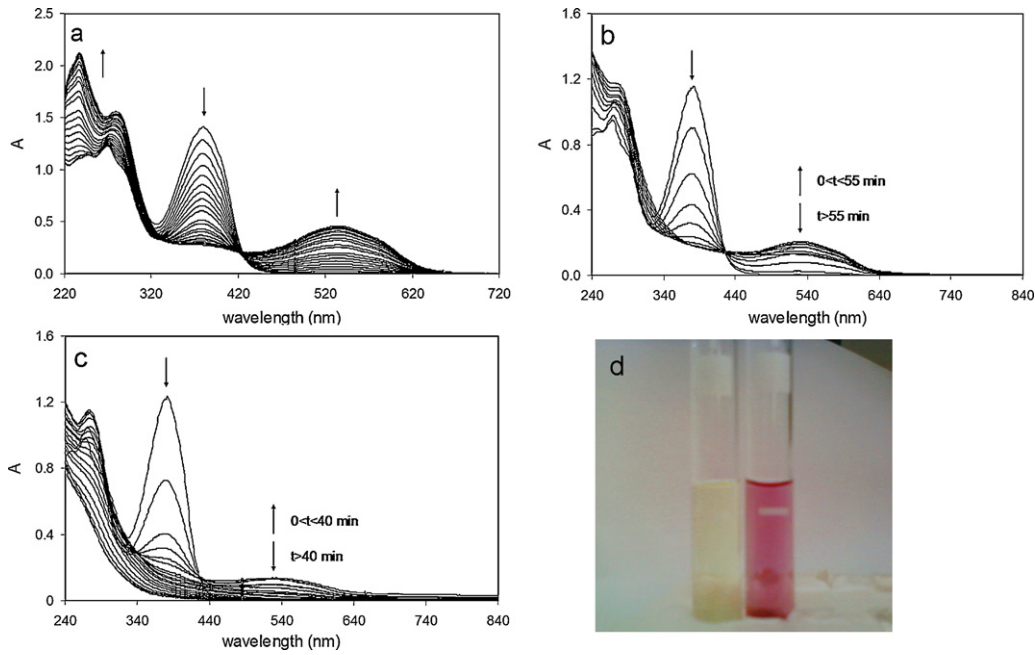 a
2.5
2.0
1.5
1.0
0.5
0.0
A
220 320 420 520 620 720
wavelength (nm)
b
1.6
1.2
0.8
0.4
0.0
A
0<t<55 min
t>55 min
240 340 440 540 640 740 840
wavelength (nm)
c
1.6
1.2
0.8
0.4
0
A
0<t<40 min
t>40 min
240 340 440 540 640 740 840
wavelength (nm)
d